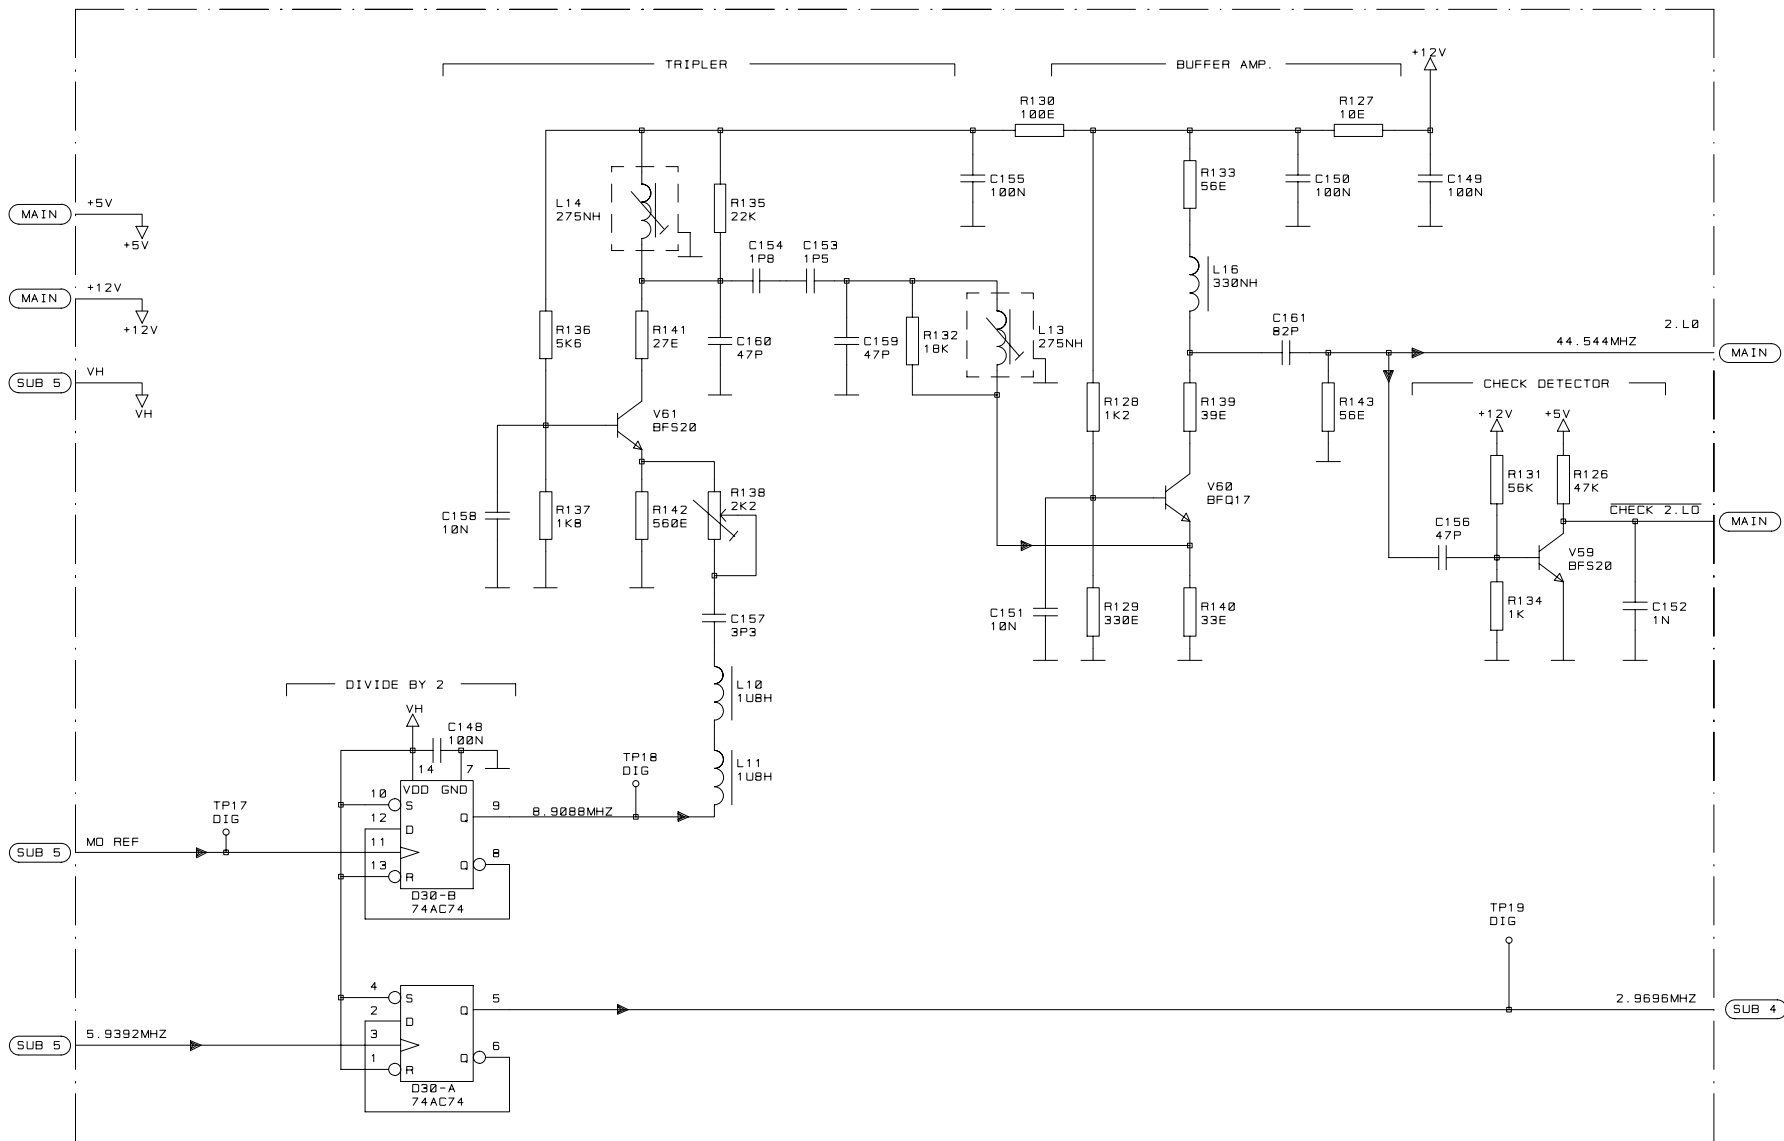 TRIPLER
BUFFER AMP.
+12V
R130
100E
R127
10E
C155
100N
R133
56E
C150
100N
C149
100N
L14
275NH
R135
22K
MAIN
+5V
+5V
C154
1P8
C153
1P5
L16
330NH
MAIN
+12V
+12V
R136
5K6
R141
27E
C160
47P
C159
47P
R132
18K
L13
275NH
C161
82P
2.LØ
44.544MHZ
MAIN
SUB 5
VH
VH
CHECK DETECTOR
V61
BFS20
R128
1K2
R139
39E
R143
56E
+12V
+5V
R131
56K
R126
47K
C158
10N
R137
1K8
R142
560E
R138
2K2
V60
BFQ17
CHECK 2.LO
MAIN
C156
47P
V59
BFS20
C157
3P3
C151
10N
R129
330E
R140
33E
R134
1K
C152
1N
DIVIDE BY 2
L10
1U8H
VH
C148
100N
14
7
TP18
DIG
L11
1U8H
VDD GND
10
S
9
Q
8.9088MHZ
TP17
DIG
12
D
SUB 5
MO REF
11
8
Q
13
R
D30-B
74AC74
TP19
DIG
4
S
5
Q
2.9696MHZ
SUB 4
2
D
SUB 5
5.9392MHZ
3
6
Q
1
R
D30-A
74AC74